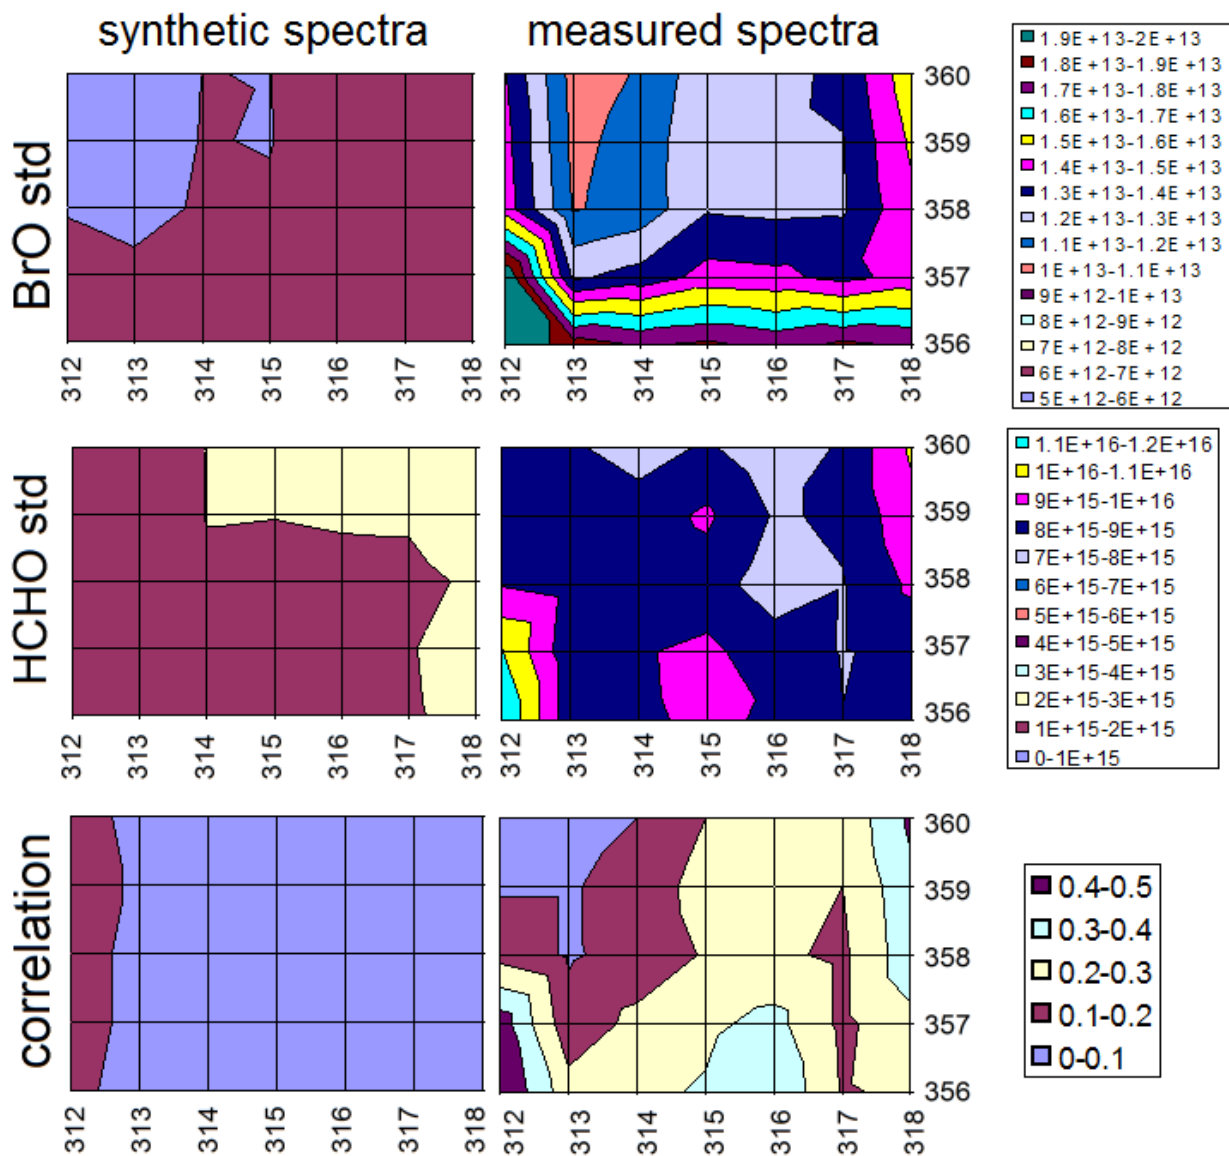 synthetic spectra
measured spectra
BrO std
360
359
358
357
356
312
313
314
315
316
317
318
312
313
314
315
316
317
318
1.9E+13-2E+13
1.8E+13-1.9E+13
1.7E+13-1.8E+13
1.6E+13-1.7E+13
1.5E+13-1.6E+13
1.4E+13-1.5E+13
1.3E+13-1.4E+13
1.2E+13-1.3E+13
1.1E+13-1.2E+13
1E+13-1.1E+13
9E+12-1E+13
8E+12-9E+12
7E+12-8E+12
6E+12-7E+12
5E+12-6E+12
HCHO std
360
359
358
357
356
312
313
314
315
316
317
318
312
313
314
315
316
317
318
1.1E+16-1.2E+16
1E+16-1.1E+16
9E+15-1E+16
8E+15-9E+15
7E+15-8E+15
6E+15-7E+15
5E+15-6E+15
4E+15-5E+15
3E+15-4E+15
2E+15-3E+15
1E+15-2E+15
0-1E+15
correlation
360
359
358
357
356
312
313
314
315
316
317
318
312
313
314
315
316
317
318
0.4-0.5
0.3-0.4
0.2-0.3
0.1-0.2
0-0.1